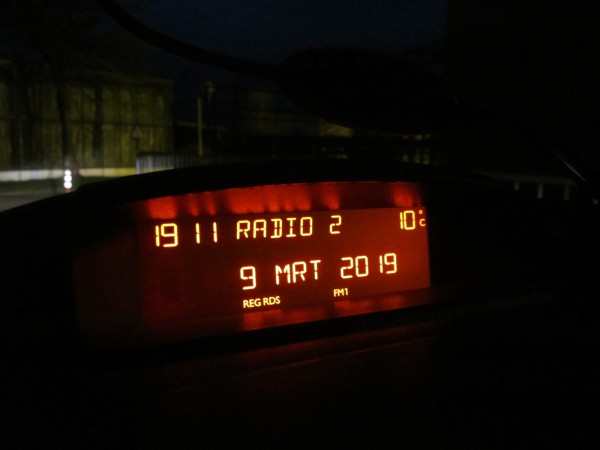 19 11 RADIO 2 10°C
9 MRT 2019
REG RDS FM1